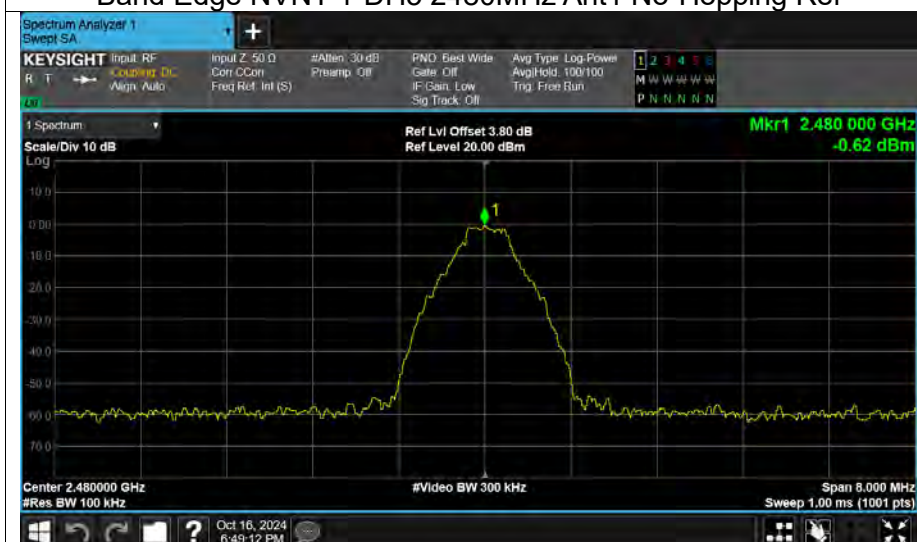 Band Edge NVNT 1-DH5 2480MHz Ant1 No-Hopping Ref
Spectrum Analyzer 1
Swept SA
+
KEYSIGHT Input: RF Input Z: 50 Ω #Atten: 30 dB PNO: Best Wide Avg Type: Log-Power 1 2 3 4 5 6
R T Coupling: DC Corr CCorr Preamp: Off Gate: Off Avg|Hold: 100/100 M W W W W W
Align: Auto Freq Ref: Int (S) IF Gain: Low Trig: Free Run
Sig Track: Off P N N N N N
1 Spectrum Ref Lvl Offset 3.80 dB Mkr1 2.480 000 GHz
Scale/Div 10 dB Ref Level 20.00 dBm -0.62 dBm
Log
10.0
1
0.00
-10.0
-20.0
-30.0
-40.0
-50.0
-60.0
-70.0
Center 2.480000 GHz #Video BW 300 kHz Span 8.000 MHz
#Res BW 100 kHz Sweep 1.00 ms (1001 pts)
? Oct 16, 2024
6:49:12 PM